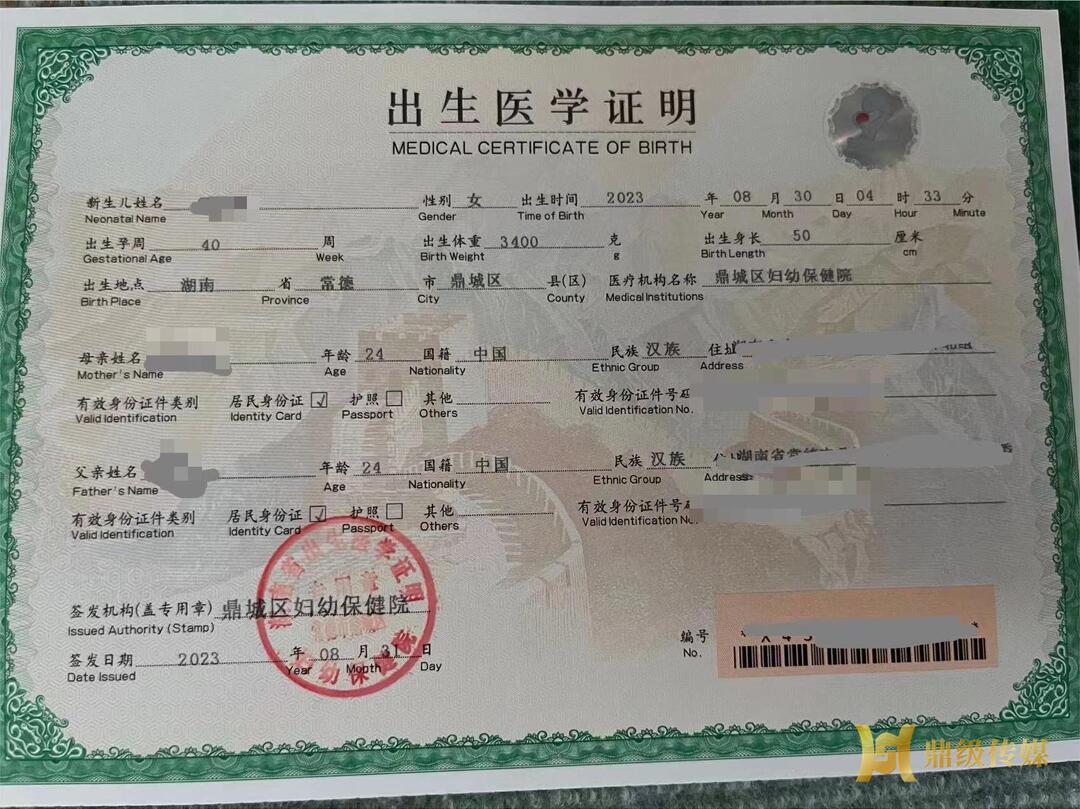 出生医学证明
MEDICAL CERTIFICATE OF BIRTH
新生儿姓名 性别 女 出生时间 2023 年 08 月 30 日 04 时 33 分
Neonatal Name Gender Time of Birth Year Month Day Hour Minute
出生孕周 40 周 出生体重 3400 克 出生身长 50 厘米
Gestational Age Week Birth Weight g Birth Length cm
出生地点 湖南 省 常德 市 鼎城区 县(区) 医疗机构名称 鼎城区妇幼保健院
Birth Place Province City County Medical Institutions
母亲姓名 年龄 24 国籍 中国 民族 汉族 住址
Mother's Name Age Nationality Ethnic Group Address
有效身份证件类别 居民身份证 护照 其他 有效身份证件号码
Valid Identification Identity Card Passport Others Valid Identification No.
父亲姓名 年龄 24 国籍 中国 民族 汉族 湖南省常德
Father's Name Age Nationality Ethnic Group Address
有效身份证件类别 居民身份证 护照 其他 有效身份证件号
Valid Identification Identity Card Passport Others Valid Identification No.
签发机构(盖专用章) 鼎城区妇幼保健院
Issued Authority (Stamp)
签发日期 2023 年 08 月 31 日
Date Issued Year Month Day
编号
No.
鼎级传媒